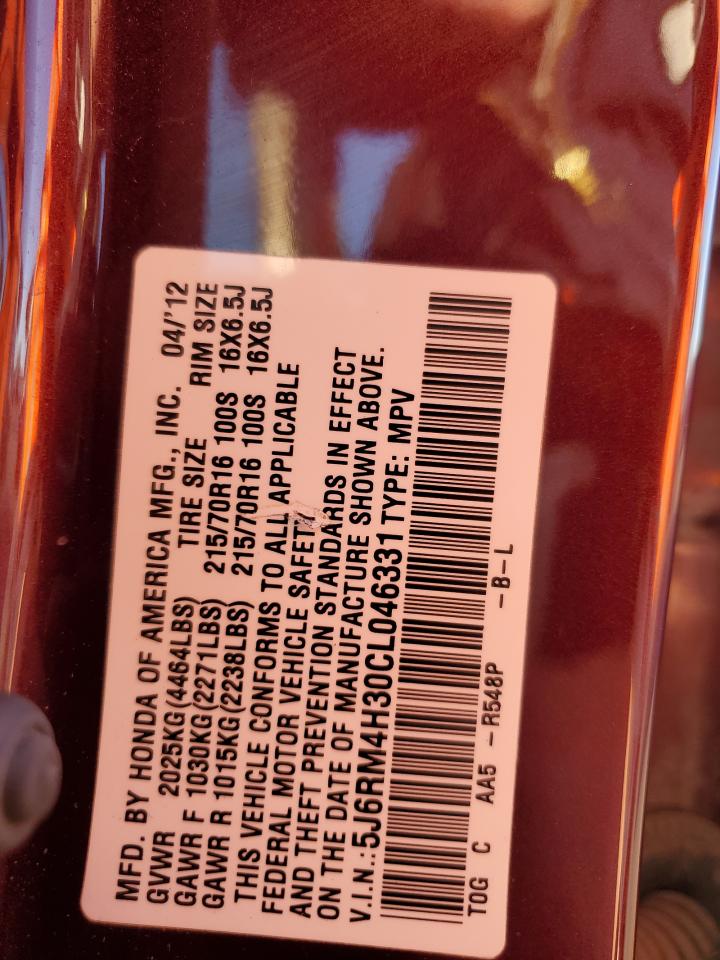 MFD. BY HONDA OF AMERICA MFG., INC. 04/'12
GVWR 2025KG(4464LBS) TIRE SIZE RIM SIZE
GAWR F 1030KG(2271LBS) 215/70R16 100S 16X6.5J
GAWR R 1015KG(2238LBS) 215/70R16 100S 16X6.5J
THIS VEHICLE CONFORMS TO ALL APPLICABLE
FEDERAL MOTOR VEHICLE SAFETY
AND THEFT PREVENTION STANDARDS IN EFFECT
ON THE DATE OF MANUFACTURE SHOWN ABOVE.
V.I.N.:5J6RM4H30CL046331 TYPE: MPV
TOG C AA5 -R548P -B-L